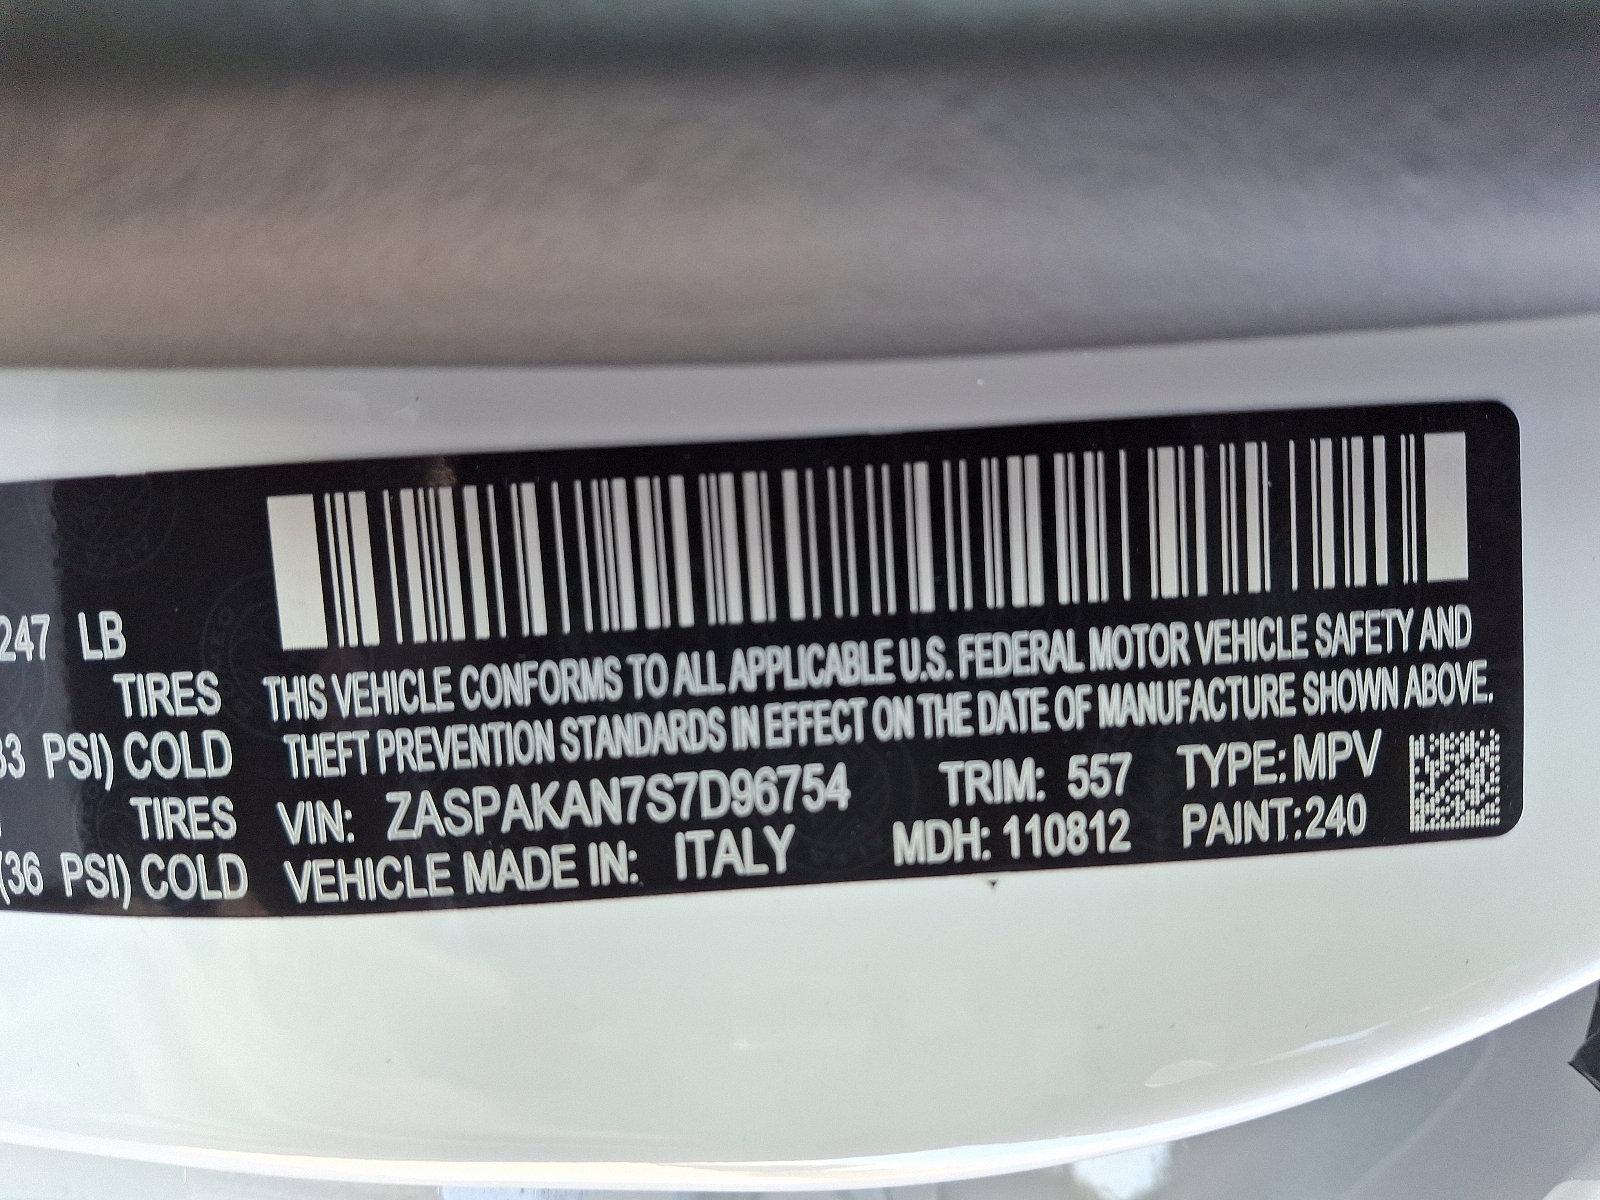 247 LB
TIRES
33 PSI) COLD
TIRES
(36 PSI) COLD
THIS VEHICLE CONFORMS TO ALL APPLICABLE U.S. FEDERAL MOTOR VEHICLE SAFETY AND
THEFT PREVENTION STANDARDS IN EFFECT ON THE DATE OF MANUFACTURE SHOWN ABOVE.
VIN: ZASPAKAN7S7D96754 TRIM: 557 TYPE: MPV
VEHICLE MADE IN: ITALY MDH: 110812 PAINT: 240